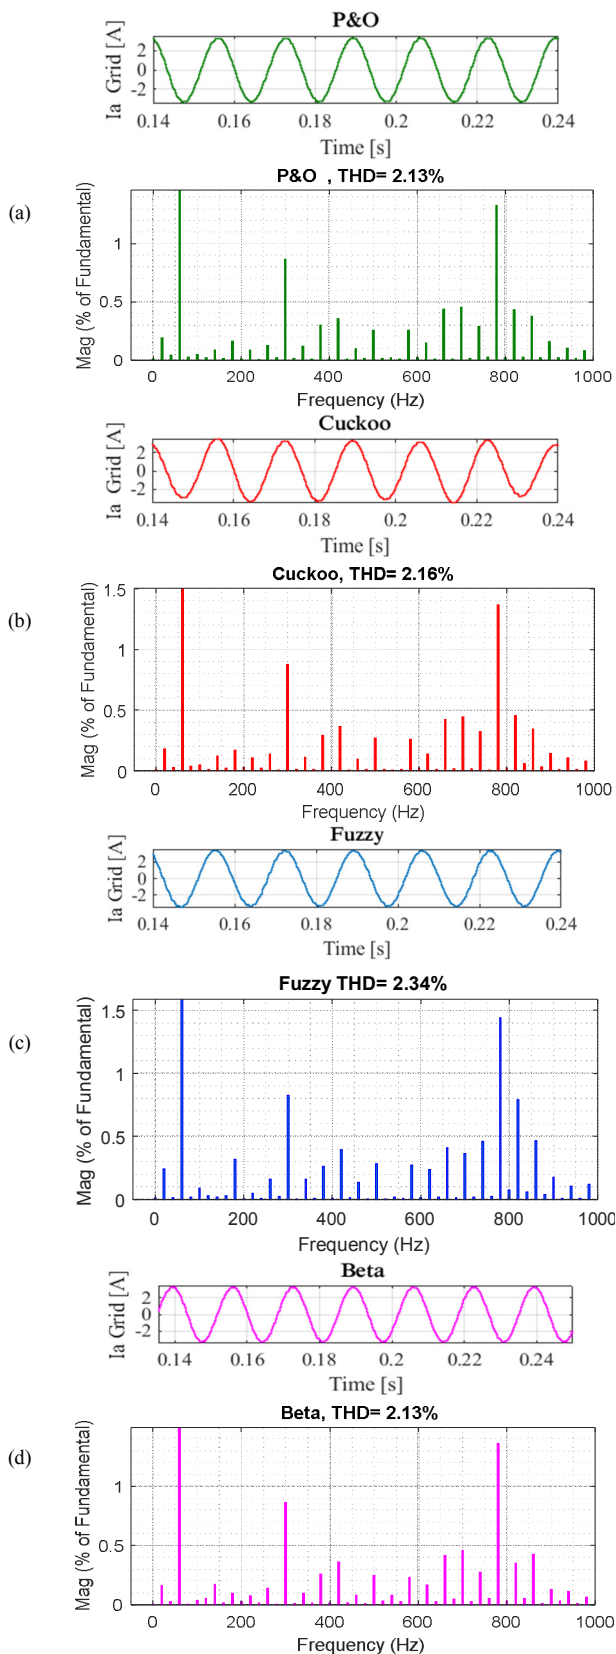 P&O
Ia Grid [A]
2
0
-2
0.14 0.16 0.18 0.2 0.22 0.24
Time [s]
(a)
P&O , THD= 2.13%
Mag (% of Fundamental)
1
0.5
0
0 200 400 600 800 1000
Frequency (Hz)
Cuckoo
Ia Grid [A]
2
0
-2
0.14 0.16 0.18 0.2 0.22 0.24
Time [s]
(b)
Cuckoo, THD= 2.16%
Mag (% of Fundamental)
1.5
1
0.5
0
0 200 400 600 800 1000
Frequency (Hz)
Fuzzy
Ia Grid [A]
2
0
-2
0.14 0.16 0.18 0.2 0.22 0.24
Time [s]
(c)
Fuzzy THD= 2.34%
Mag (% of Fundamental)
1.5
1
0.5
0
0 200 400 600 800 1000
Frequency (Hz)
Beta
Ia Grid [A]
2
0
-2
0.14 0.16 0.18 0.2 0.22 0.24
Time [s]
(d)
Beta, THD= 2.13%
Mag (% of Fundamental)
1
0.5
0
0 200 400 600 800 1000
Frequency (Hz)